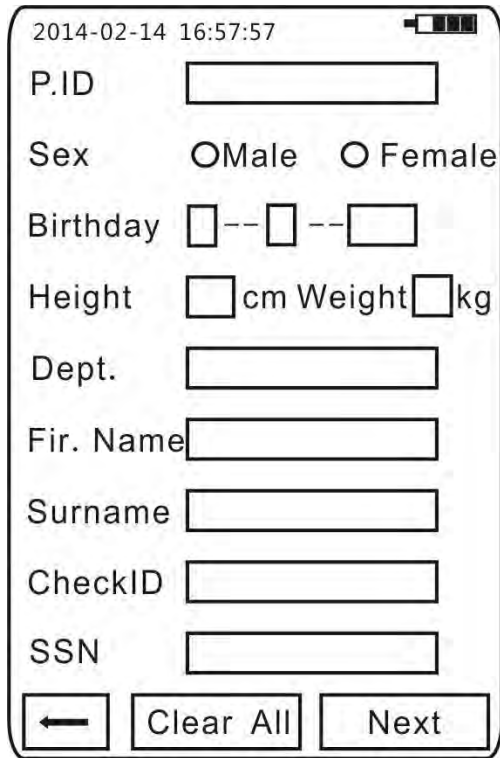 2014-02-14 16:57:57
P.ID
Sex Male Female
Birthday -- --
Height cm Weight kg
Dept.
Fir. Name
Surname
CheckID
SSN
Clear All Next